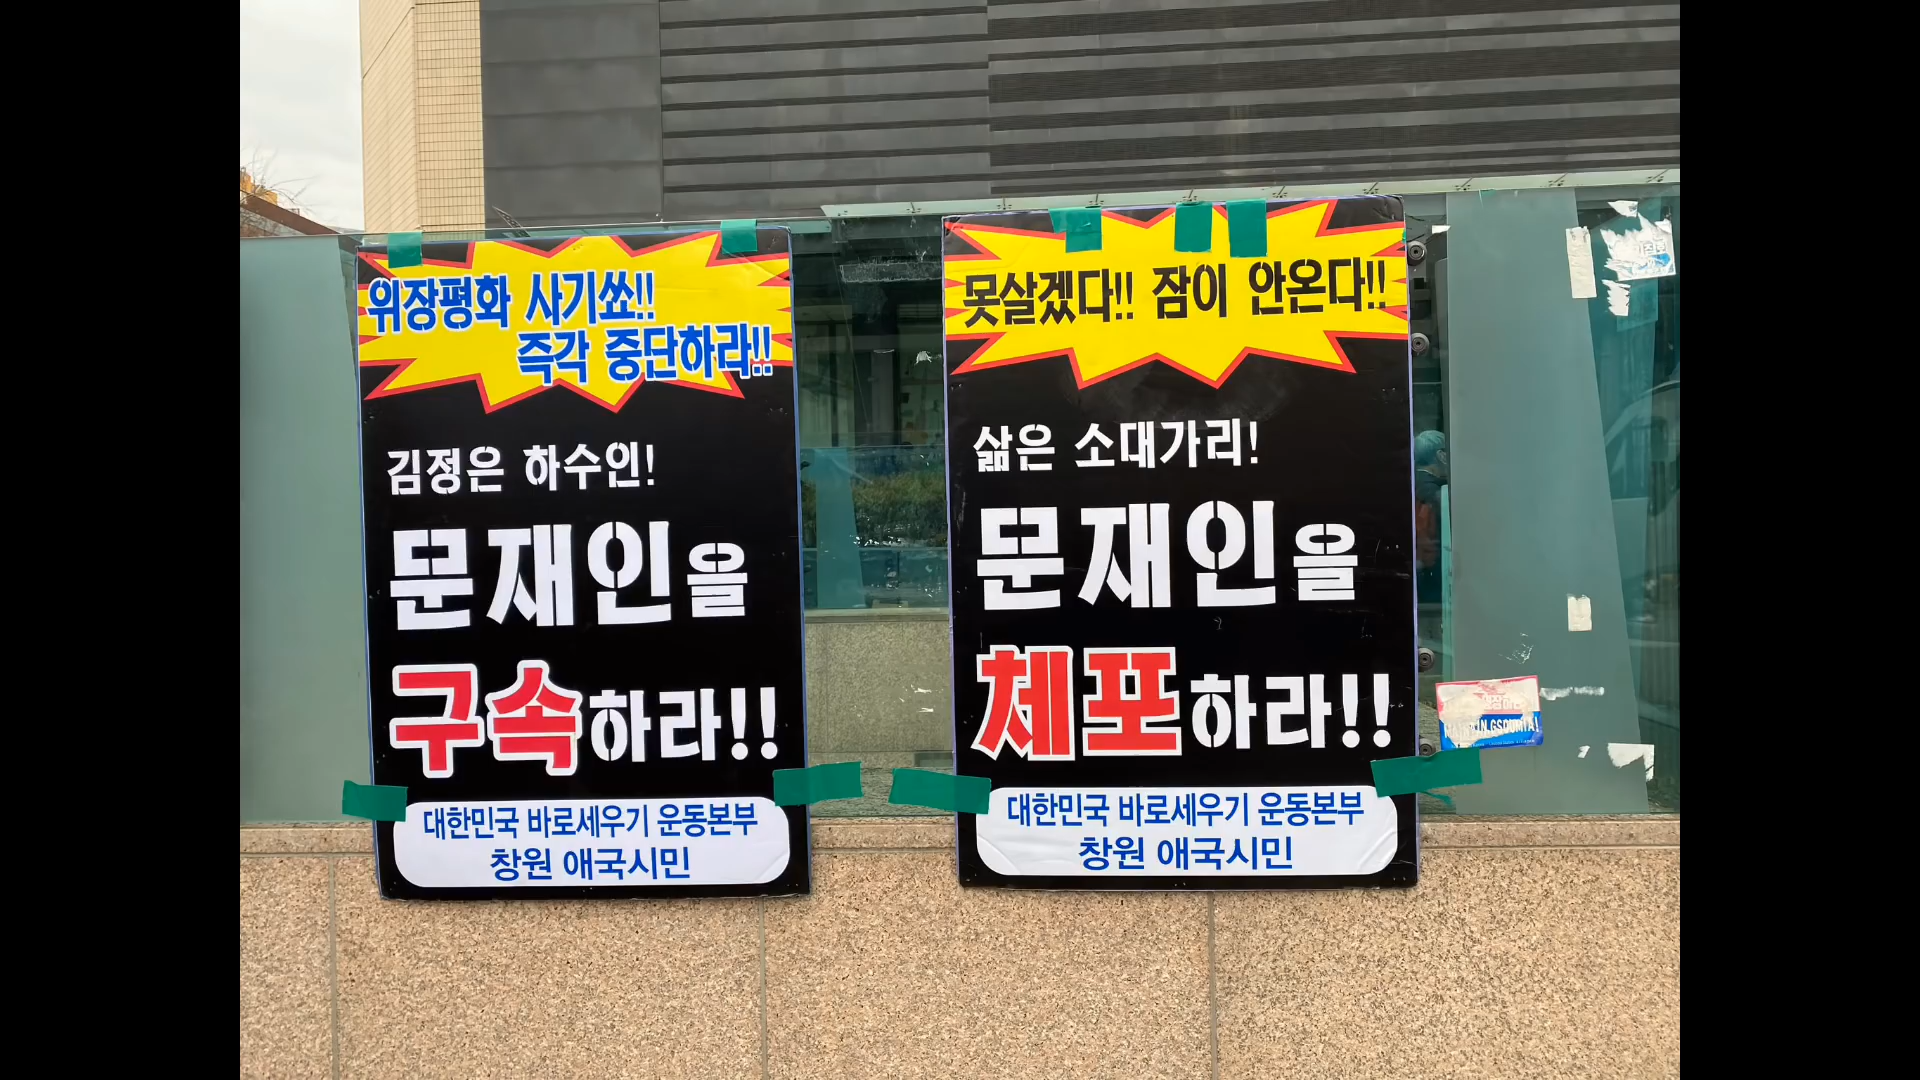 위장평화 사기쑈!!
즉각 중단하라!!
김정은 하수인!
문재인을
구속하라!!
대한민국 바로세우기 운동본부
창원 애국시민
못살겠다!! 잠이 안온다!!
삶은 소대가리!
문재인을
체포하라!!
대한민국 바로세우기 운동본부
창원 애국시민